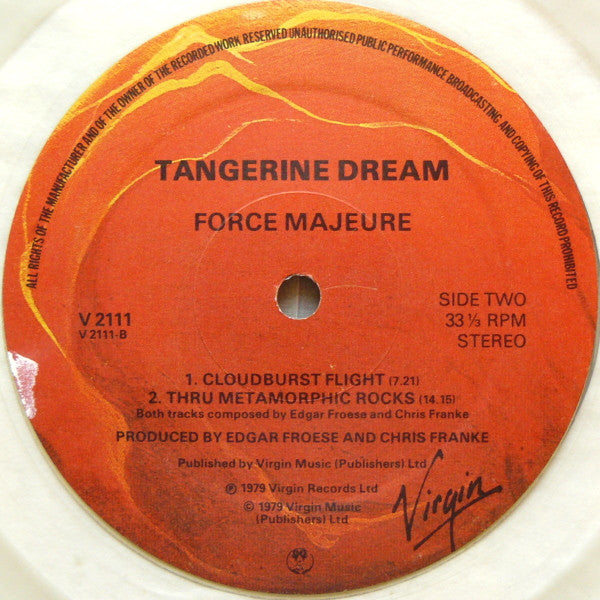 ALL RIGHTS OF THE MANUFACTURER AND OF THE OWNER OF THE RECORDED WORK RESERVED UNAUTHORISED PUBLIC PERFORMANCE BROADCASTING AND COPYING OF THIS RECORD PROHIBITED
TANGERINE DREAM
FORCE MAJEURE
V 2111
V 2111-B
SIDE TWO
33 ⅓ RPM
STEREO
1. CLOUDBURST FLIGHT (7.21)
2. THRU METAMORPHIC ROCKS (14.15)
Both tracks composed by Edgar Froese and Chris Franke
PRODUCED BY EDGAR FROESE AND CHRIS FRANKE
Published by Virgin Music (Publishers) Ltd
℗ 1979 Virgin Records Ltd
© 1979 Virgin Music
(Publishers) Ltd
Virgin